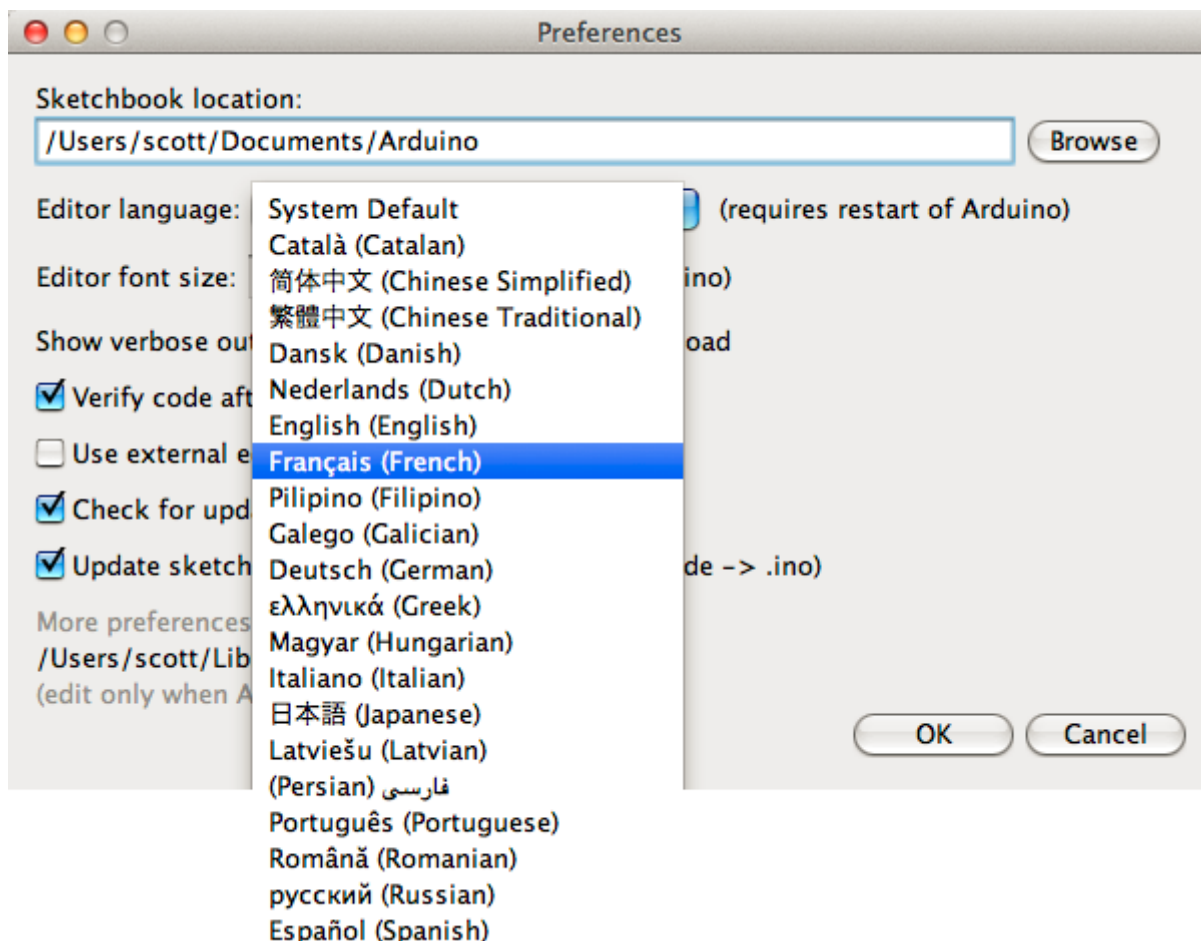 Preferences
Sketchbook location:
/Users/scott/Documents/Arduino
Browse
Editor language:
(requires restart of Arduino)
System Default
Català (Catalan)
Editor font size:
简体中文 (Chinese Simplified)
ino)
繁體中文 (Chinese Traditional)
Show verbose out
oad
Dansk (Danish)
Verify code aft
Nederlands (Dutch)
English (English)
Use external e
Français (French)
Pilipino (Filipino)
Check for upd
Galego (Galician)
Update sketch
Deutsch (German)
de -> .ino)
ελληνικά (Greek)
More preferences
Magyar (Hungarian)
/Users/scott/Lib
Italiano (Italian)
(edit only when A
日本語 (Japanese)
OK
Cancel
Latviešu (Latvian)
فارسی (Persian)
Português (Portuguese)
Română (Romanian)
русский (Russian)
Español (Spanish)